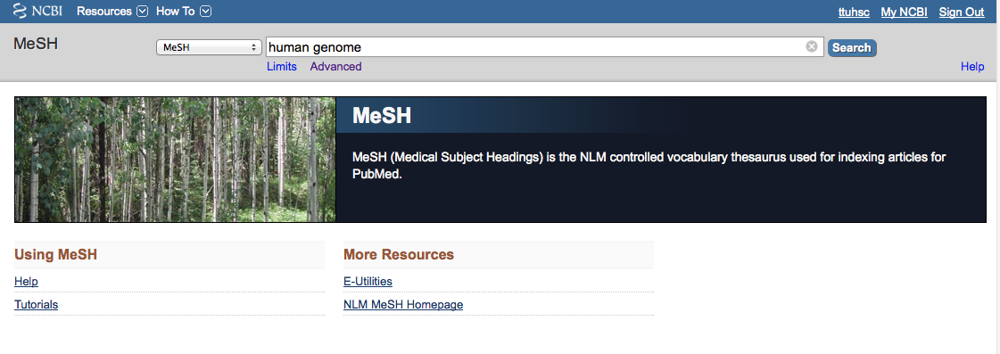 NCBI Resources How To ttuhsc My NCBI Sign Out
MeSH MeSH human genome Search
Limits Advanced Help
MeSH
MeSH (Medical Subject Headings) is the NLM controlled vocabulary thesaurus used for indexing articles for
PubMed.
Using MeSH More Resources
Help E-Utilities
Tutorials NLM MeSH Homepage